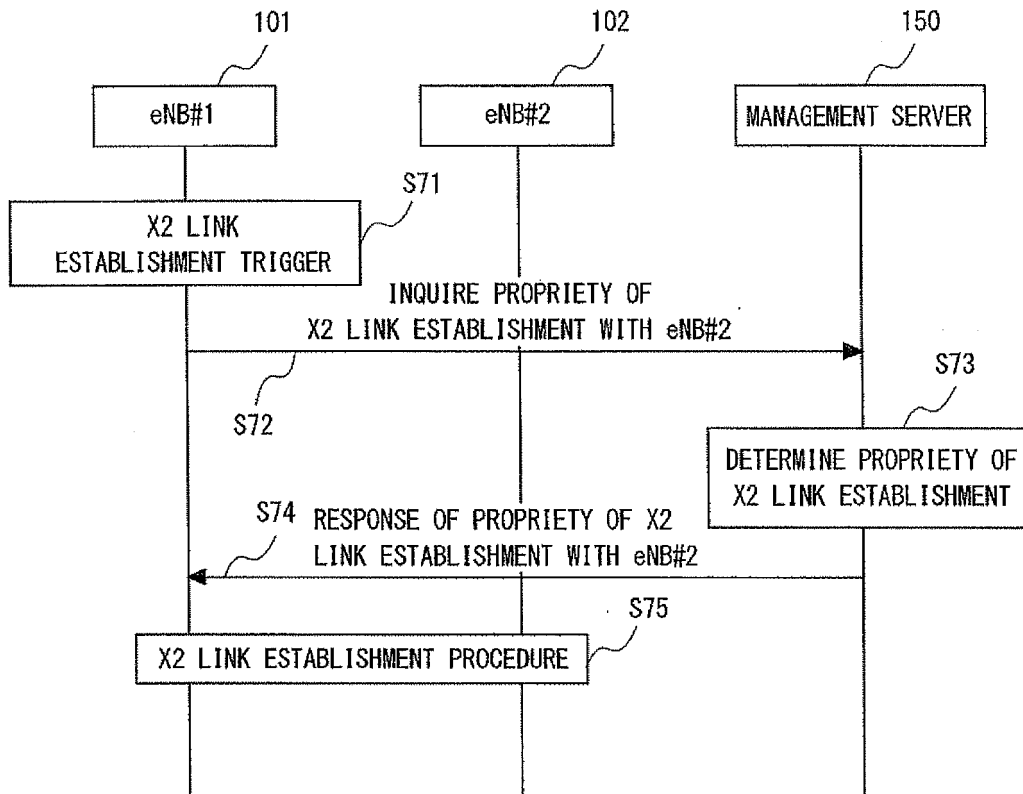 101
102
150
eNB#1
eNB#2
MANAGEMENT SERVER
S71
X2 LINK
ESTABLISHMENT TRIGGER
INQUIRE PROPRIETY OF
X2 LINK ESTABLISHMENT WITH eNB#2
S72
S73
DETERMINE PROPRIETY OF
X2 LINK ESTABLISHMENT
S74
RESPONSE OF PROPRIETY OF X2
LINK ESTABLISHMENT WITH eNB#2
S75
X2 LINK ESTABLISHMENT PROCEDURE